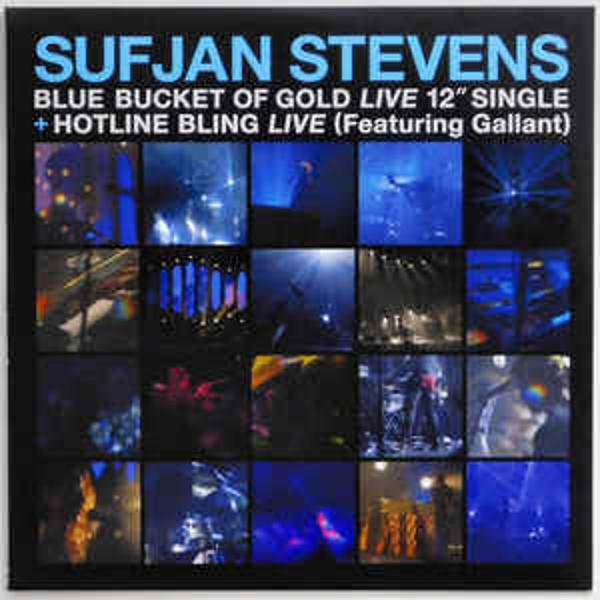 SUFJAN STEVENS
BLUE BUCKET OF GOLD LIVE 12" SINGLE
+ HOTLINE BLING LIVE (Featuring Gallant)